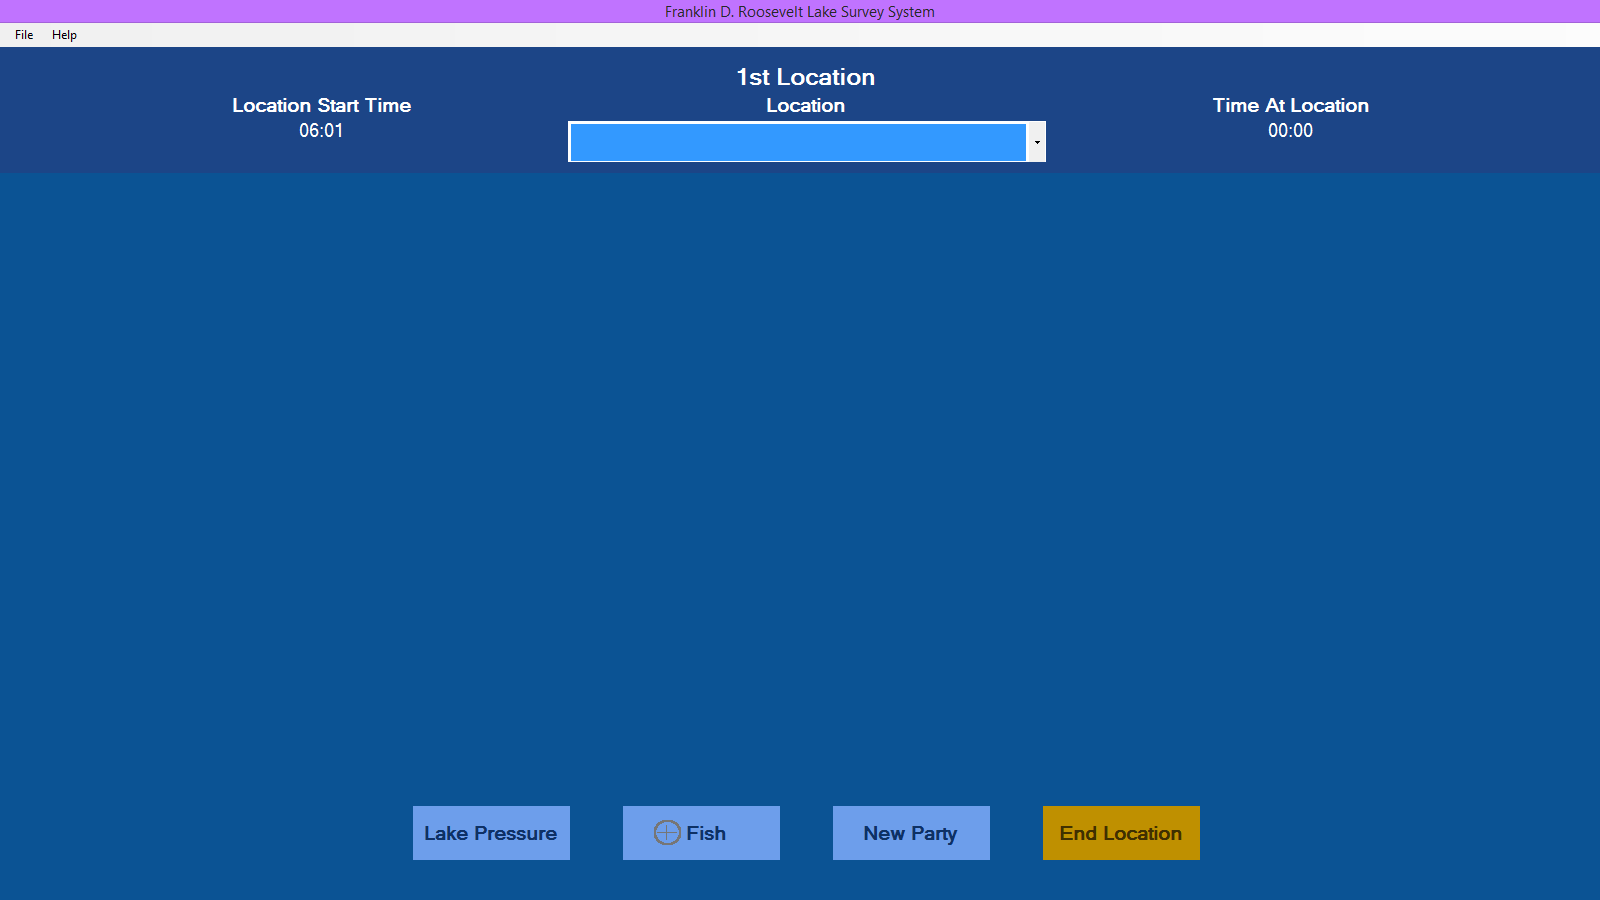 Franklin D. Roosevelt Lake Survey System
File Help
1st Location
Location Start Time Location Time At Location
06:01 00:00
Lake Pressure Fish New Party End Location